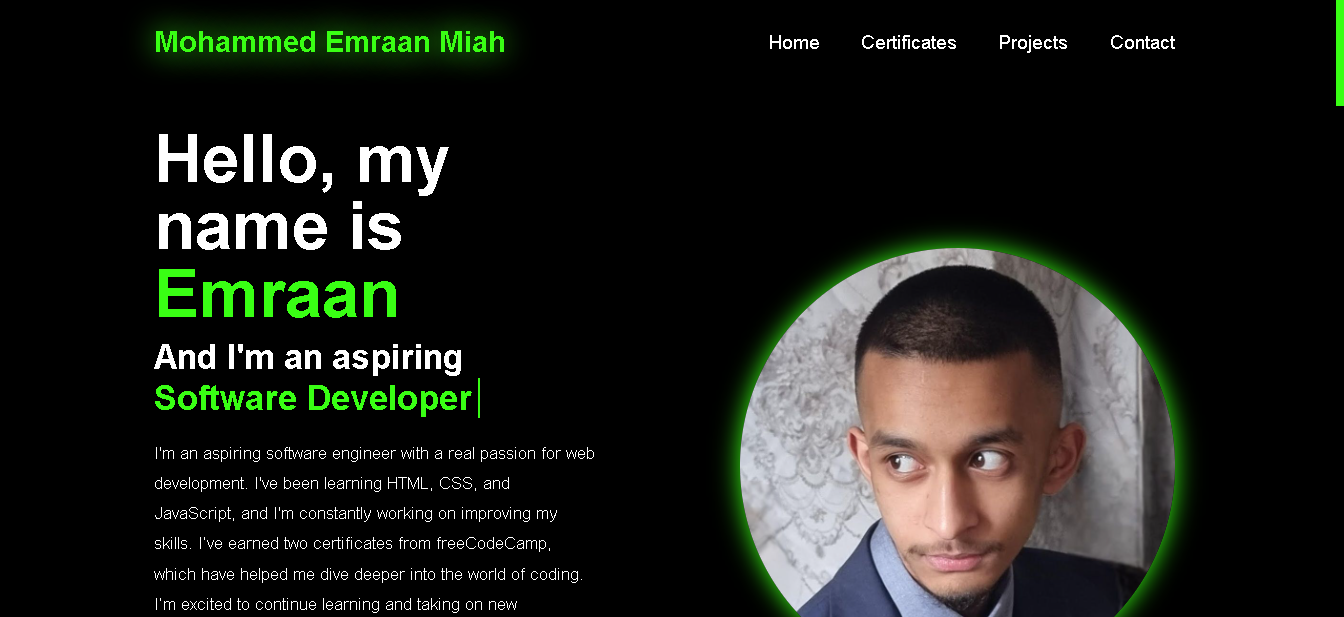 Mohammed Emraan Miah
Home Certificates Projects Contact
Hello, my
name is
Emraan
And I'm an aspiring
Software Developer
I'm an aspiring software engineer with a real passion for web
development. I've been learning HTML, CSS, and
JavaScript, and I'm constantly working on improving my
skills. I've earned two certificates from freeCodeCamp,
which have helped me dive deeper into the world of coding.
I'm excited to continue learning and taking on new